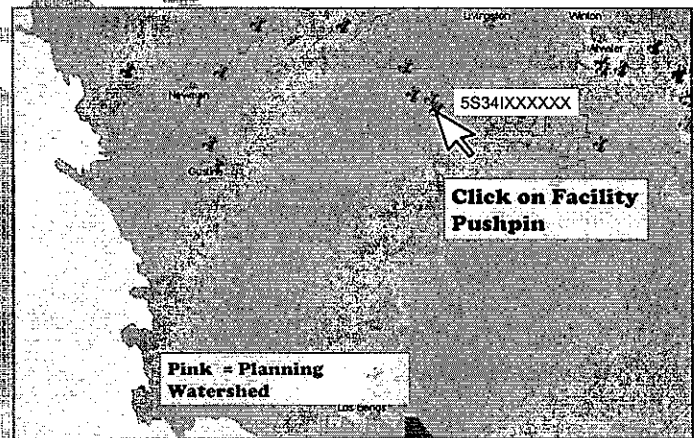 Livingston
Winton
Atwater
Newman
5S34IXXXXXX
Gustine
Click on Facility
Pushpin
Pink = Planning
Watershed
Los Banos